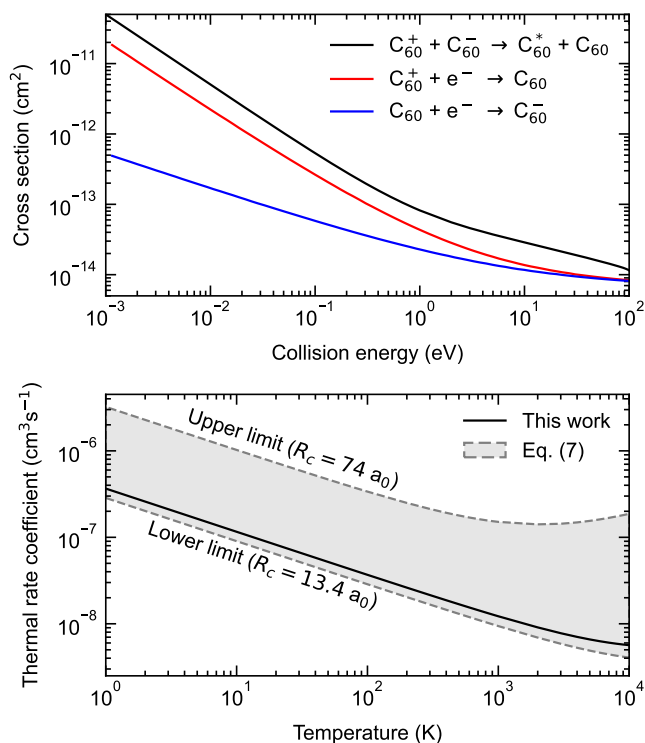 Cross section (cm²)
10⁻¹¹
10⁻¹²
10⁻¹³
10⁻¹⁴
C₆₀⁺ + C₆₀⁻ → C₆₀* + C₆₀
C₆₀⁺ + e⁻ → C₆₀
C₆₀ + e⁻ → C₆₀⁻
10⁻³ 10⁻² 10⁻¹ 10⁰ 10¹ 10²
Collision energy (eV)
Thermal rate coefficient (cm³s⁻¹)
10⁻⁶
10⁻⁷
10⁻⁸
Upper limit (R_c = 74 a₀)
Lower limit (R_c = 13.4 a₀)
This work
Eq. (7)
10⁰ 10¹ 10² 10³ 10⁴
Temperature (K)